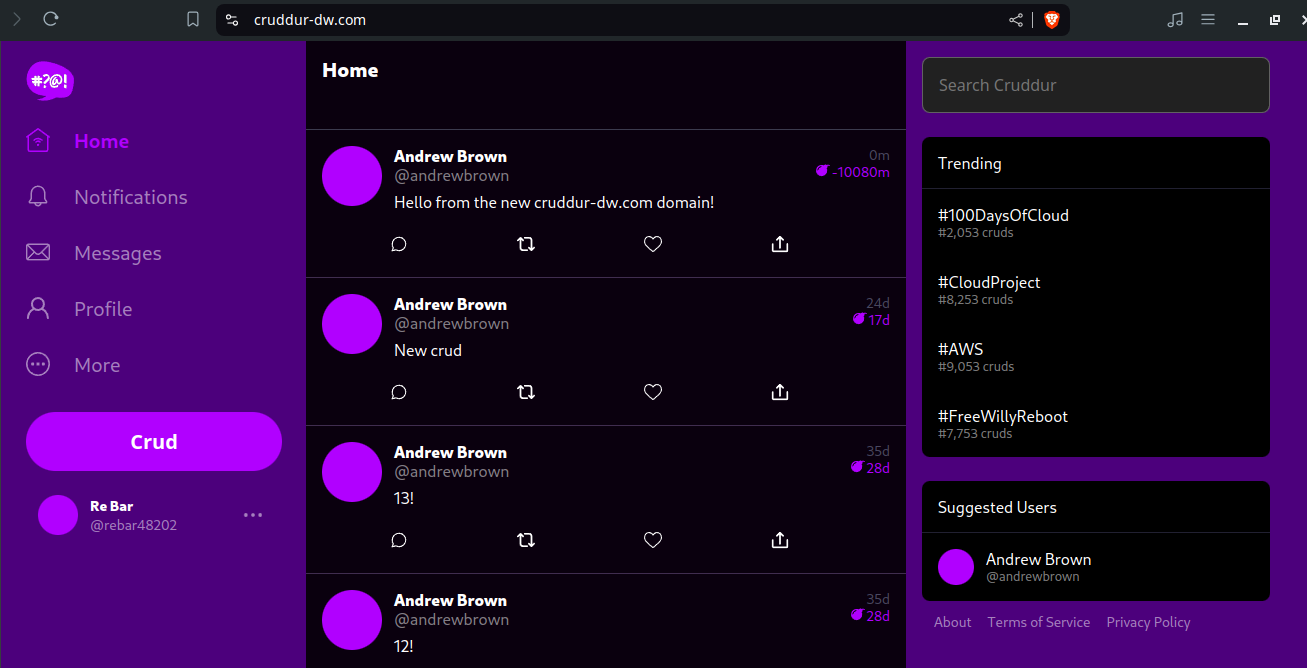 cruddur-dw.com
#?@!
Home
Notifications
Messages
Profile
More
Crud
Re Bar
@rebar48202
Home
Andrew Brown
@andrewbrown
0m
-10080m
Hello from the new cruddur-dw.com domain!
Andrew Brown
@andrewbrown
24d
17d
New crud
Andrew Brown
@andrewbrown
35d
28d
13!
Andrew Brown
@andrewbrown
35d
28d
12!
Search Cruddur
Trending
#100DaysOfCloud
#2,053 cruds
#CloudProject
#8,253 cruds
#AWS
#9,053 cruds
#FreeWillyReboot
#7,753 cruds
Suggested Users
Andrew Brown
@andrewbrown
About Terms of Service Privacy Policy